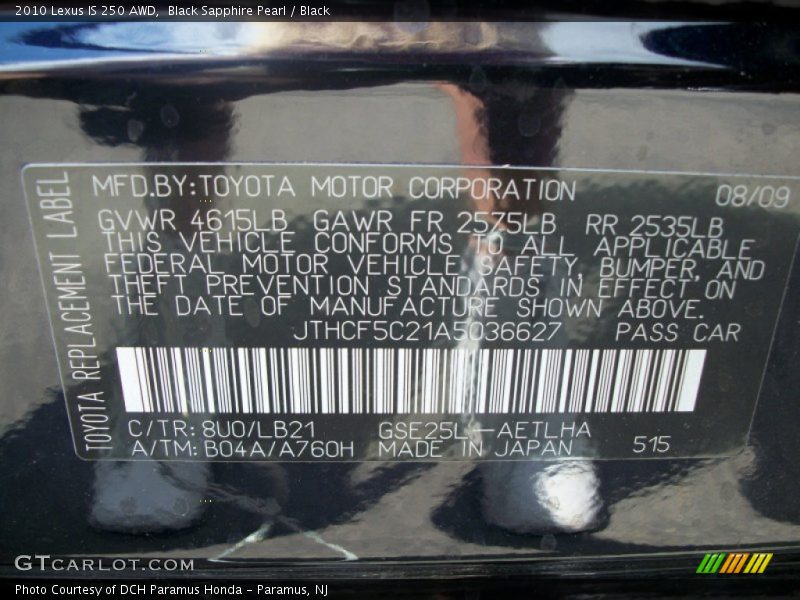 2010 Lexus IS 250 AWD,  Black Sapphire Pearl / Black
TOYOTA REPLACEMENT LABEL
MFD.BY:TOYOTA MOTOR CORPORATION 08/09
GVWR 4615LB GAWR FR 2575LB RR 2535LB
THIS VEHICLE CONFORMS TO ALL APPLICABLE
FEDERAL MOTOR VEHICLE SAFETY, BUMPER, AND
THEFT PREVENTION STANDARDS IN EFFECT ON
THE DATE OF MANUFACTURE SHOWN ABOVE.
JTHCF5C21A5036627 PASS CAR
C/TR: 8U0/LB21 GSE25L-AETLHA
A/TM: B04A/A760H MADE IN JAPAN 515
GTCARLOT.COM
Photo Courtesy of DCH Paramus Honda - Paramus, NJ